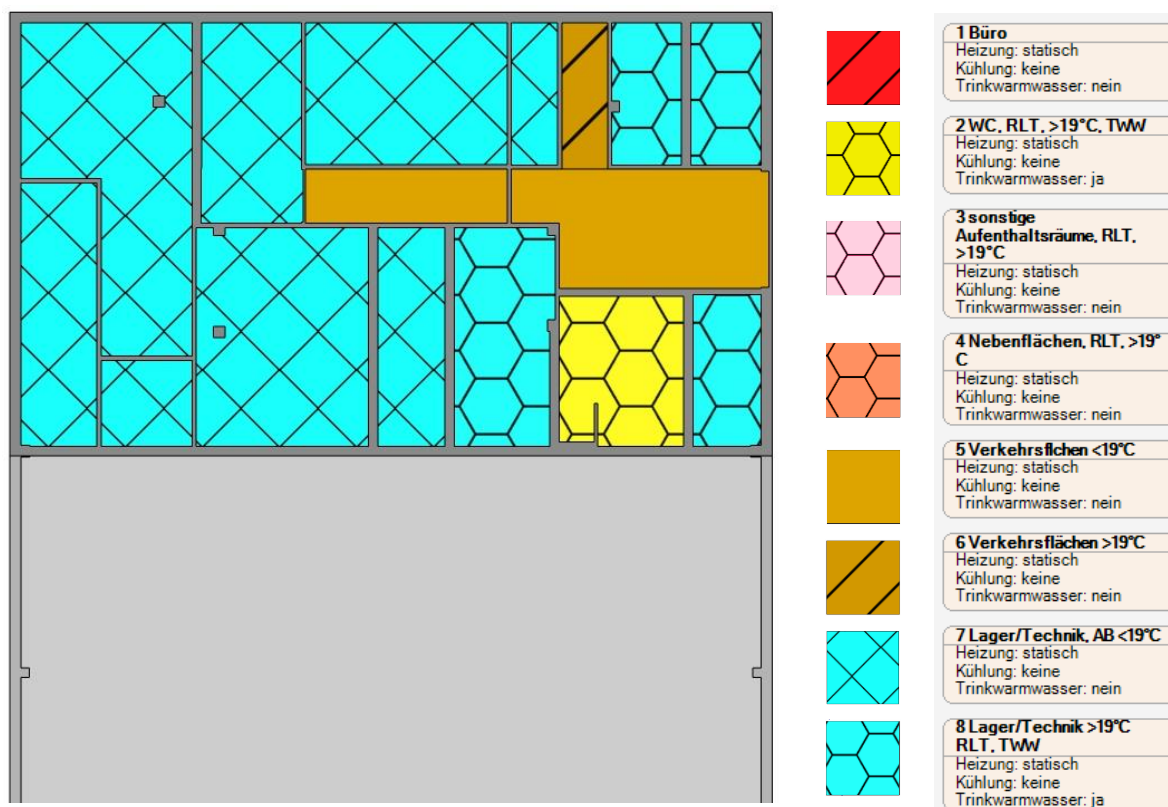 1 Büro
Heizung: statisch
Kühlung: keine
Trinkwarmwasser: nein
2 WC, RLT, >19°C, TWW
Heizung: statisch
Kühlung: keine
Trinkwarmwasser: ja
3 sonstige
Aufenthaltsräume, RLT,
>19°C
Heizung: statisch
Kühlung: keine
Trinkwarmwasser: nein
4 Nebenflächen, RLT, >19°
C
Heizung: statisch
Kühlung: keine
Trinkwarmwasser: nein
5 Verkehrsflchen <19°C
Heizung: statisch
Kühlung: keine
Trinkwarmwasser: nein
6 Verkehrsflächen >19°C
Heizung: statisch
Kühlung: keine
Trinkwarmwasser: nein
7 Lager/Technik, AB <19°C
Heizung: statisch
Kühlung: keine
Trinkwarmwasser: nein
8 Lager/Technik >19°C
RLT, TWW
Heizung: statisch
Kühlung: keine
Trinkwarmwasser: ja